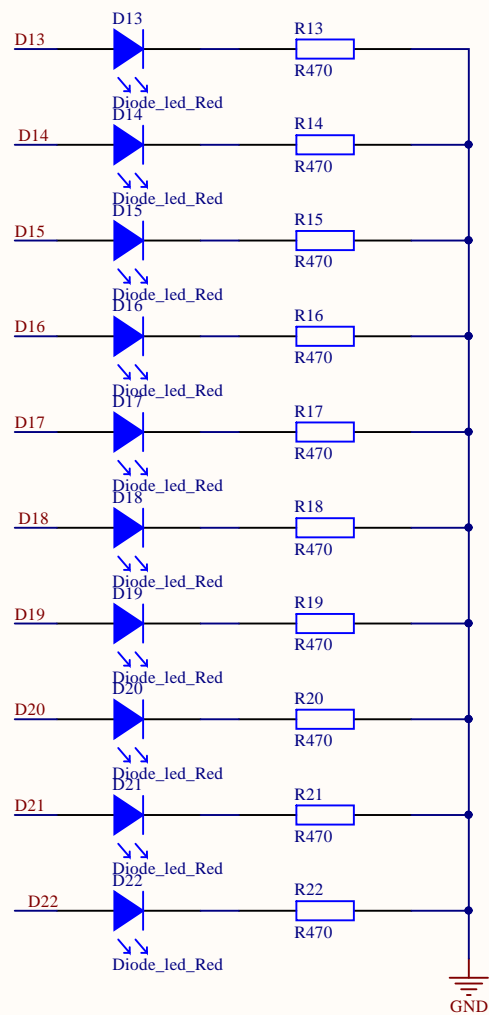 D13
D13
R13
R470
Diode_led_Red
D14
D14
R14
R470
Diode_led_Red
D15
D15
R15
R470
Diode_led_Red
D16
D16
R16
R470
Diode_led_Red
D17
D17
R17
R470
Diode_led_Red
D18
D18
R18
R470
Diode_led_Red
D19
D19
R19
R470
Diode_led_Red
D20
D20
R20
R470
Diode_led_Red
D21
D21
R21
R470
Diode_led_Red
D22
D22
R22
R470
Diode_led_Red
GND